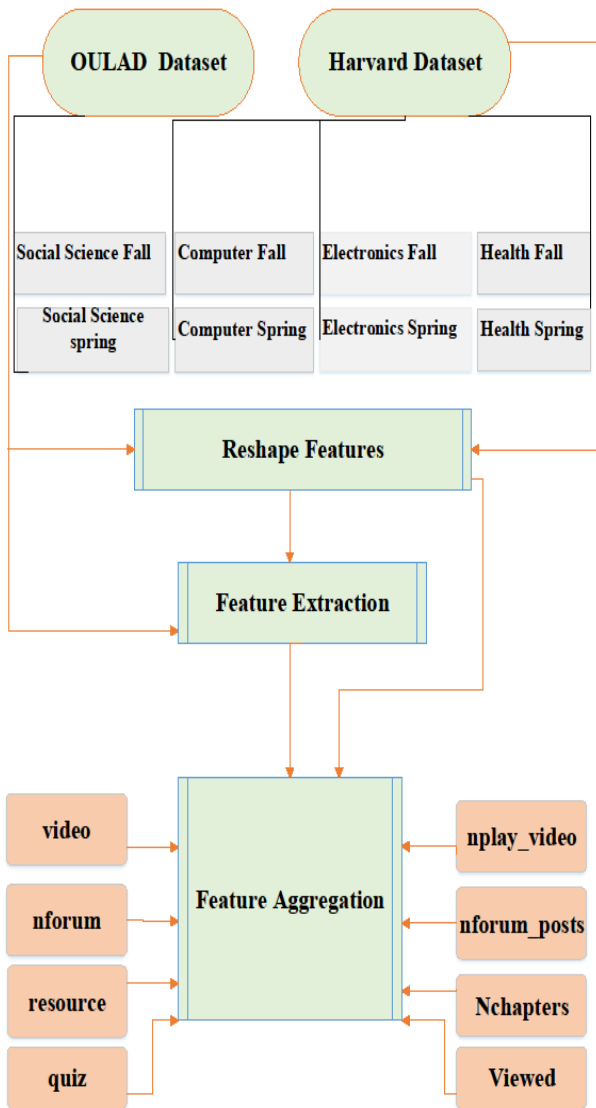 OULAD Dataset
Harvard Dataset
Social Science Fall
Computer Fall
Electronics Fall
Health Fall
Social Science
spring
Computer Spring
Electronics Spring
Health Spring
Reshape Features
Feature Extraction
video
nplay_video
nforum
Feature Aggregation
nforum_posts
resource
Nchapters
quiz
Viewed